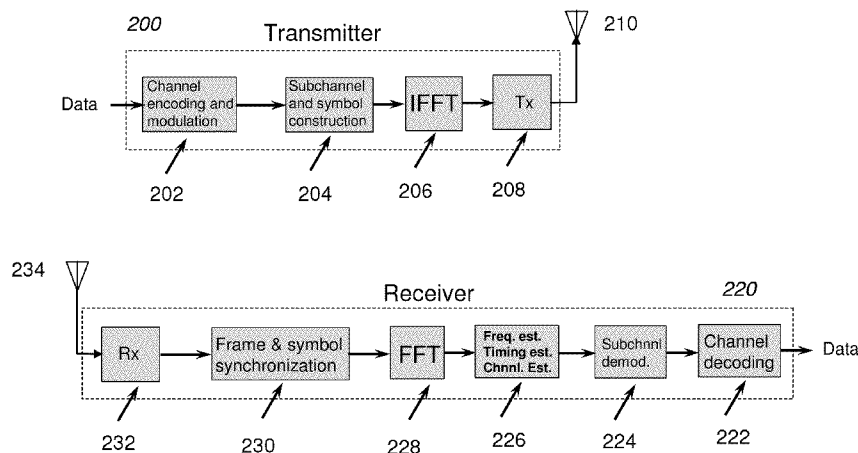 200
Transmitter
210
Data
Channel
encoding and
modulation
Subchannel
and symbol
construction
IFFT
Tx
202
204
206
208
234
Receiver
220
Rx
Frame & symbol
synchronization
FFT
Freq. est.
Timing est.
Chnnl. Est.
Subchnnl
demod.
Channel
decoding
Data
232
230
228
226
224
222